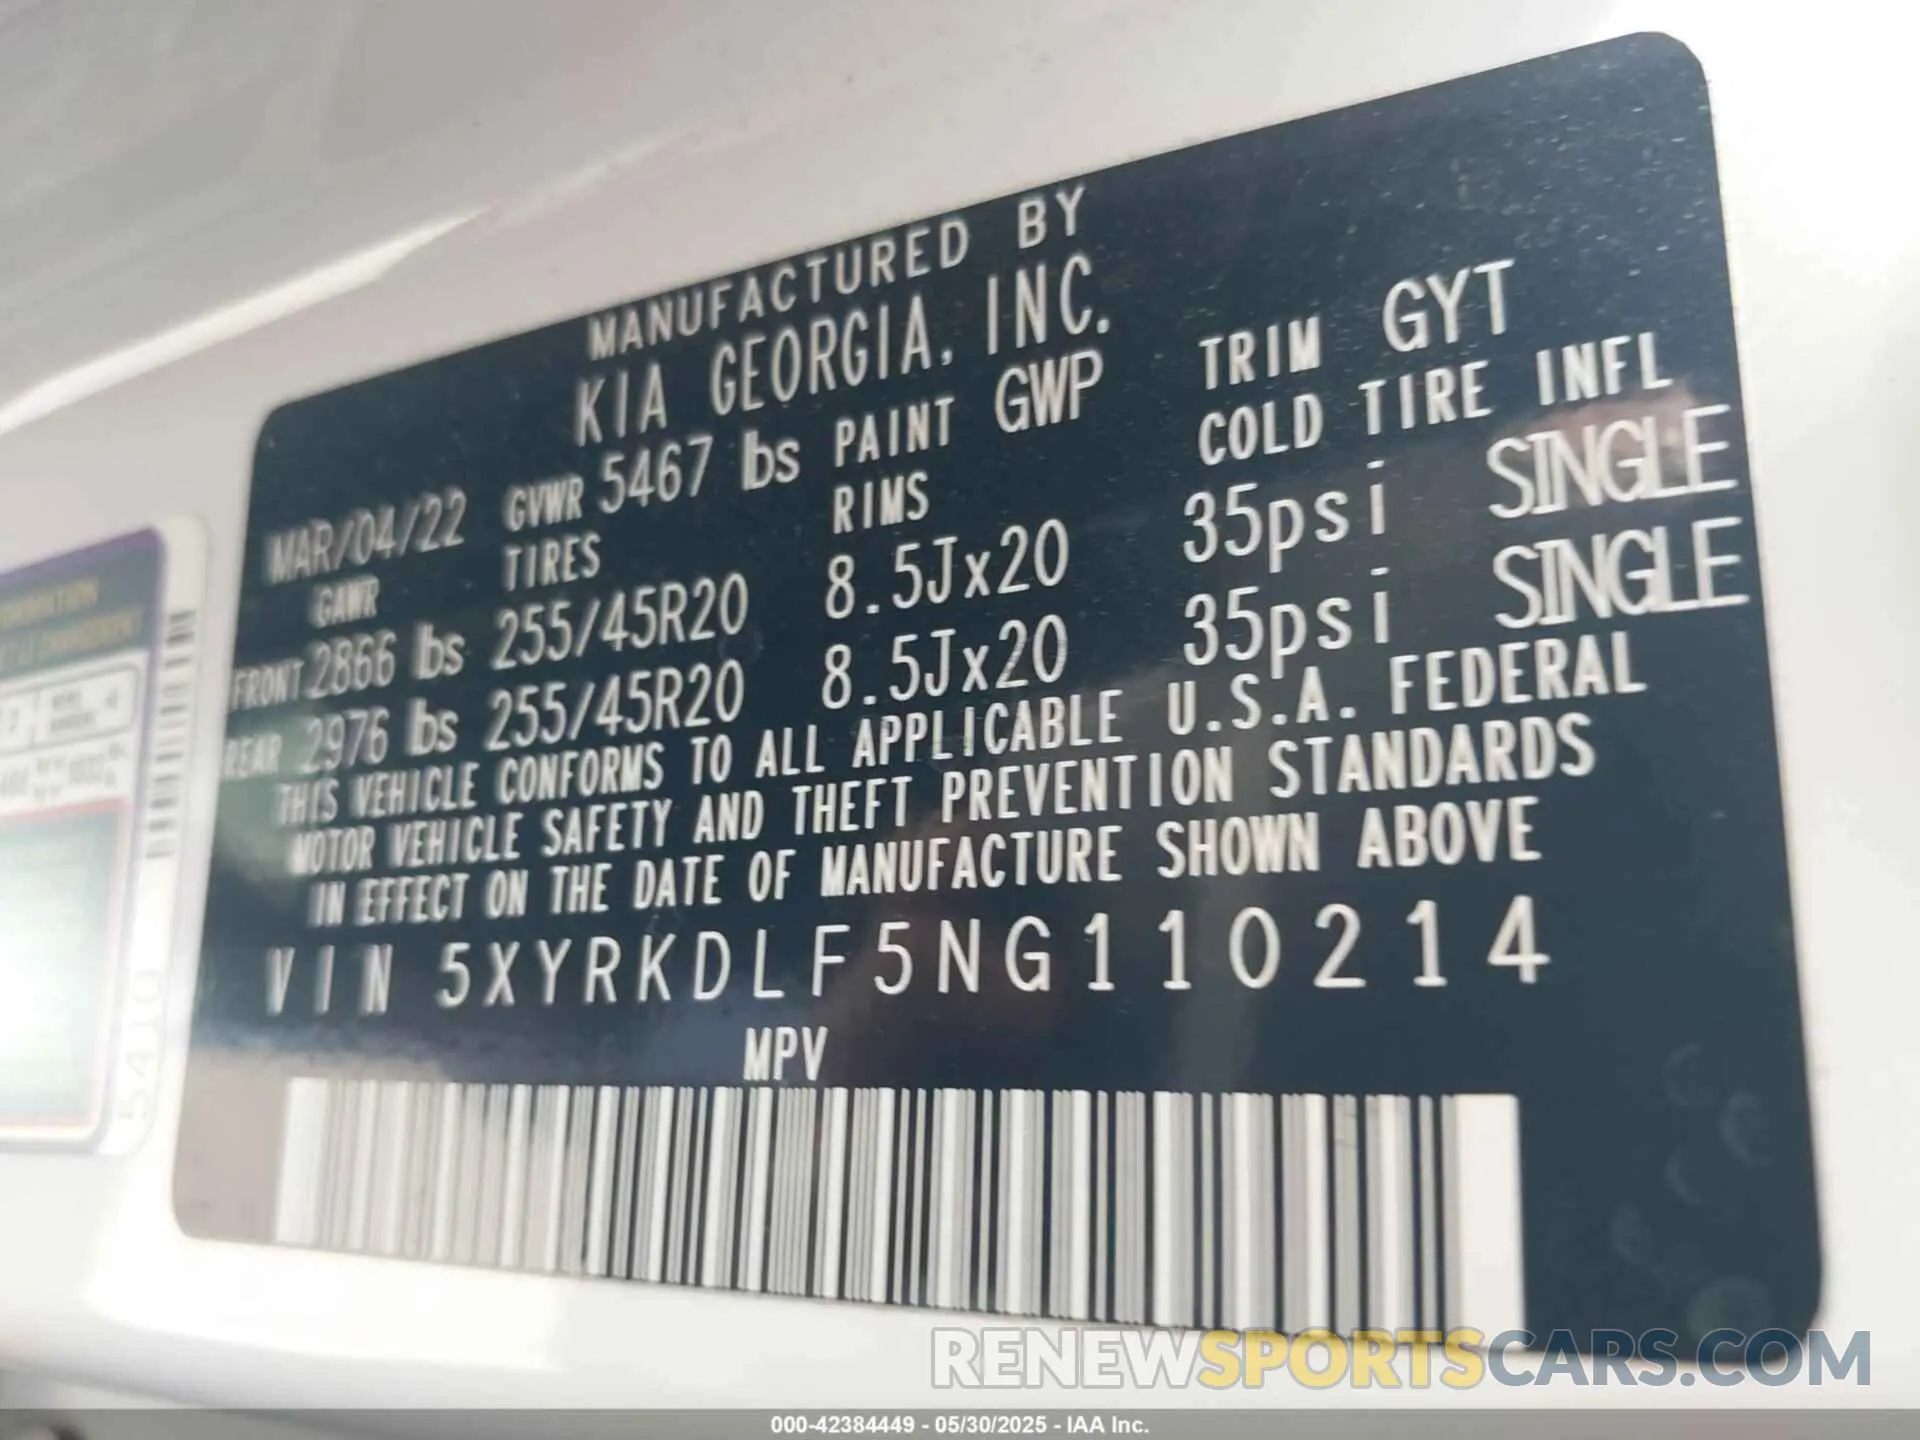 MANUFACTURED BY
KIA GEORGIA, INC.
MAR/04/22 GVWR 5467 lbs PAINT GWP TRIM GYT
GAWR TIRES RIMS COLD TIRE INFL
FRONT 2866 lbs 255/45R20 8.5Jx20 35psi SINGLE
REAR 2976 lbs 255/45R20 8.5Jx20 35psi SINGLE
THIS VEHICLE CONFORMS TO ALL APPLICABLE U.S.A. FEDERAL
MOTOR VEHICLE SAFETY AND THEFT PREVENTION STANDARDS
IN EFFECT ON THE DATE OF MANUFACTURE SHOWN ABOVE
VIN 5XYRKDLF5NG110214
MPV
5410
RENEWSPORTSCARS.COM
000-42384449 - 05/30/2025 - IAA Inc.